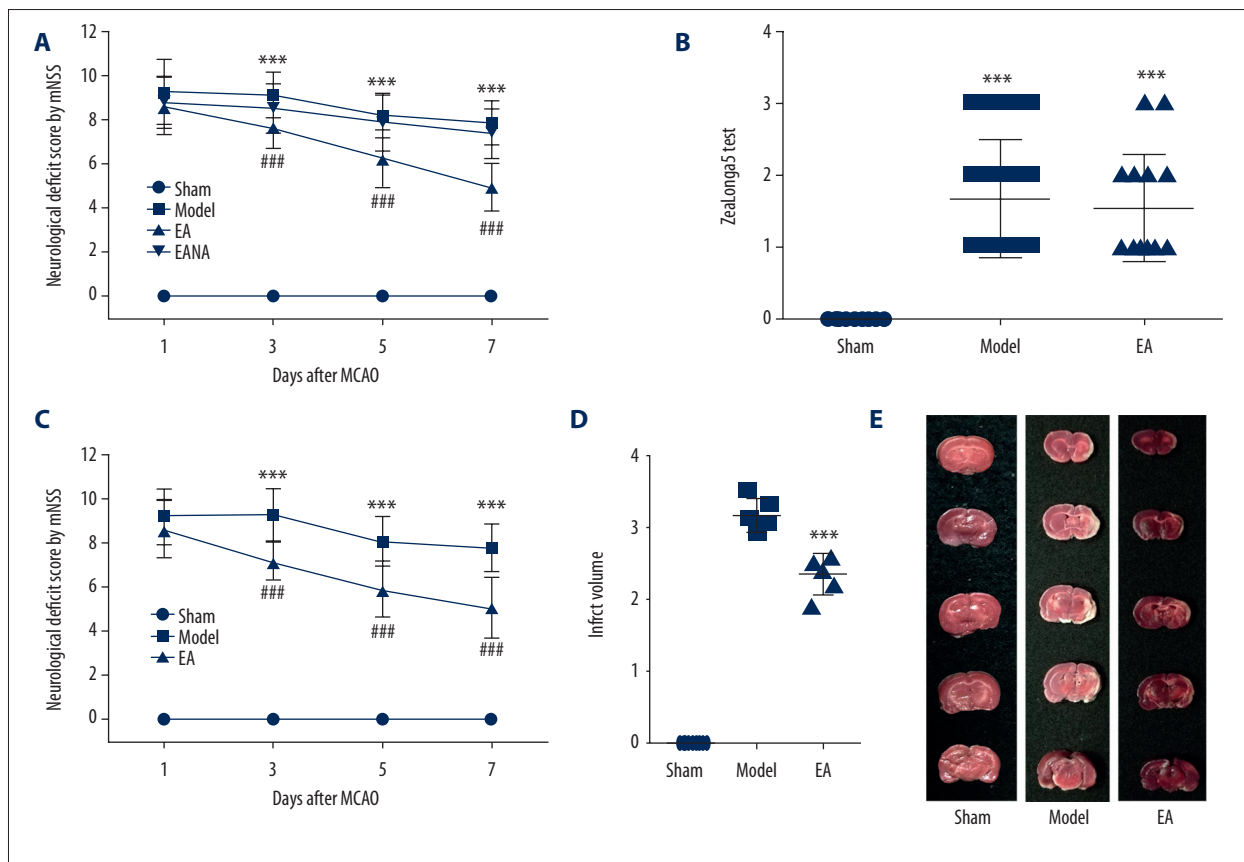 A
Neurological deficit score by mNSS
12
10
8
6
4
2
0
***
***
***
###
###
###
Sham
Model
EA
EANA
1 3 5 7
Days after MCAO
B
ZeaLonga5 test
4
3
2
1
0
***
***
Sham Model EA
C
Neurological deficit score by mNSS
12
10
8
6
4
2
0
***
***
***
###
###
###
Sham
Model
EA
1 3 5 7
Days after MCAO
D
Infrct volume
4
3
2
1
0
***
Sham Model EA
E
Sham Model EA